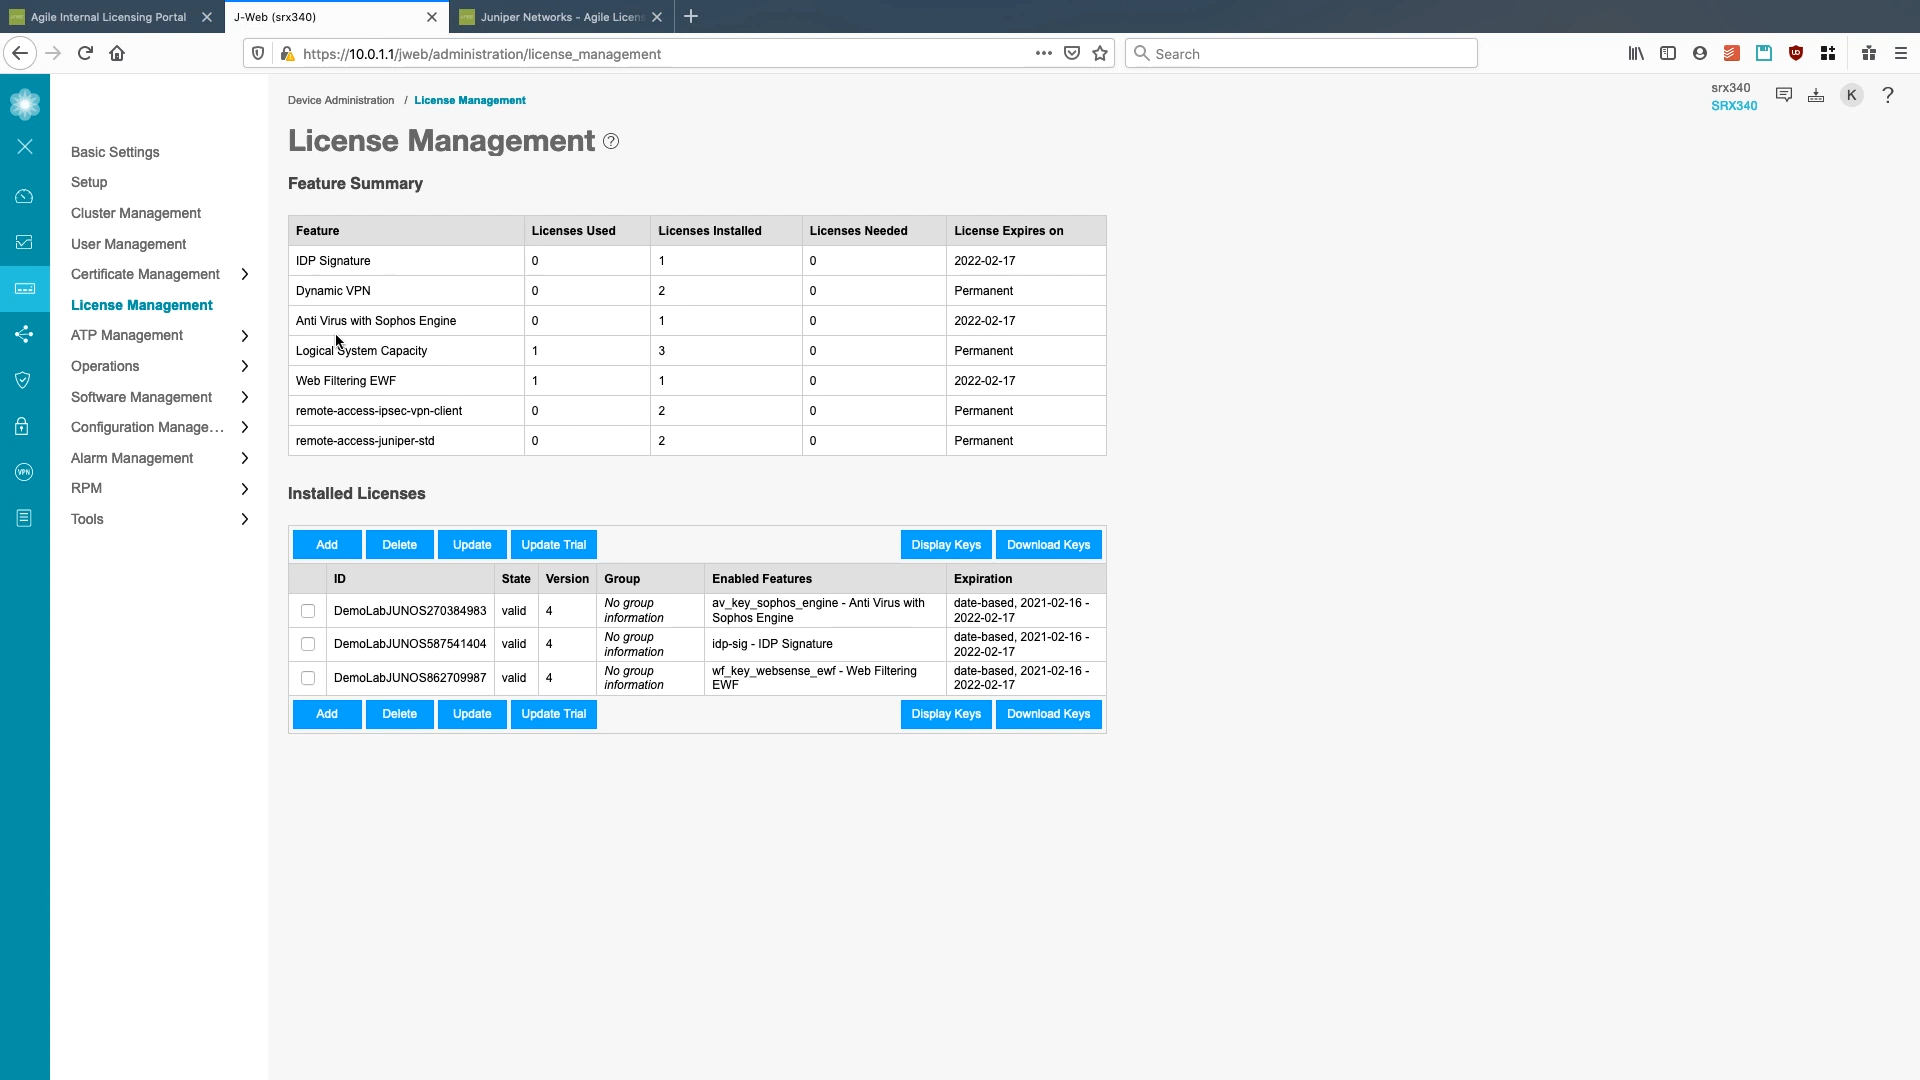 Agile Internal Licensing Portal
J-Web (srx340)
Juniper Networks - Agile Licen
https://10.0.1.1/jweb/administration/license_management
Search
Device Administration / License Management
srx340
SRX340
K
?
License Management ?
Basic Settings
Setup
Cluster Management
User Management
Certificate Management
License Management
ATP Management
Operations
Software Management
Configuration Manage...
Alarm Management
RPM
Tools
VPN
Feature Summary
Feature Licenses Used Licenses Installed Licenses Needed License Expires on
IDP Signature 0 1 0 2022-02-17
Dynamic VPN 0 2 0 Permanent
Anti Virus with Sophos Engine 0 1 0 2022-02-17
Logical System Capacity 1 3 0 Permanent
Web Filtering EWF 1 1 0 2022-02-17
remote-access-ipsec-vpn-client 0 2 0 Permanent
remote-access-juniper-std 0 2 0 Permanent
Installed Licenses
Add Delete Update Update Trial Display Keys Download Keys
ID State Version Group Enabled Features Expiration
DemoLabJUNOS270384983 valid 4 No group information av_key_sophos_engine - Anti Virus with Sophos Engine date-based, 2021-02-16 - 2022-02-17
DemoLabJUNOS587541404 valid 4 No group information idp-sig - IDP Signature date-based, 2021-02-16 - 2022-02-17
DemoLabJUNOS862709987 valid 4 No group information wf_key_websense_ewf - Web Filtering EWF date-based, 2021-02-16 - 2022-02-17
Add Delete Update Update Trial Display Keys Download Keys